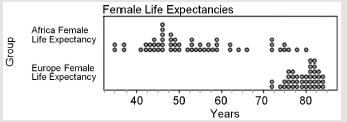 Female Life Expectancies
Group
Africa Female
Life Expectancy
Europe Female
Life Expectancy
40 50 60 70 80
Years